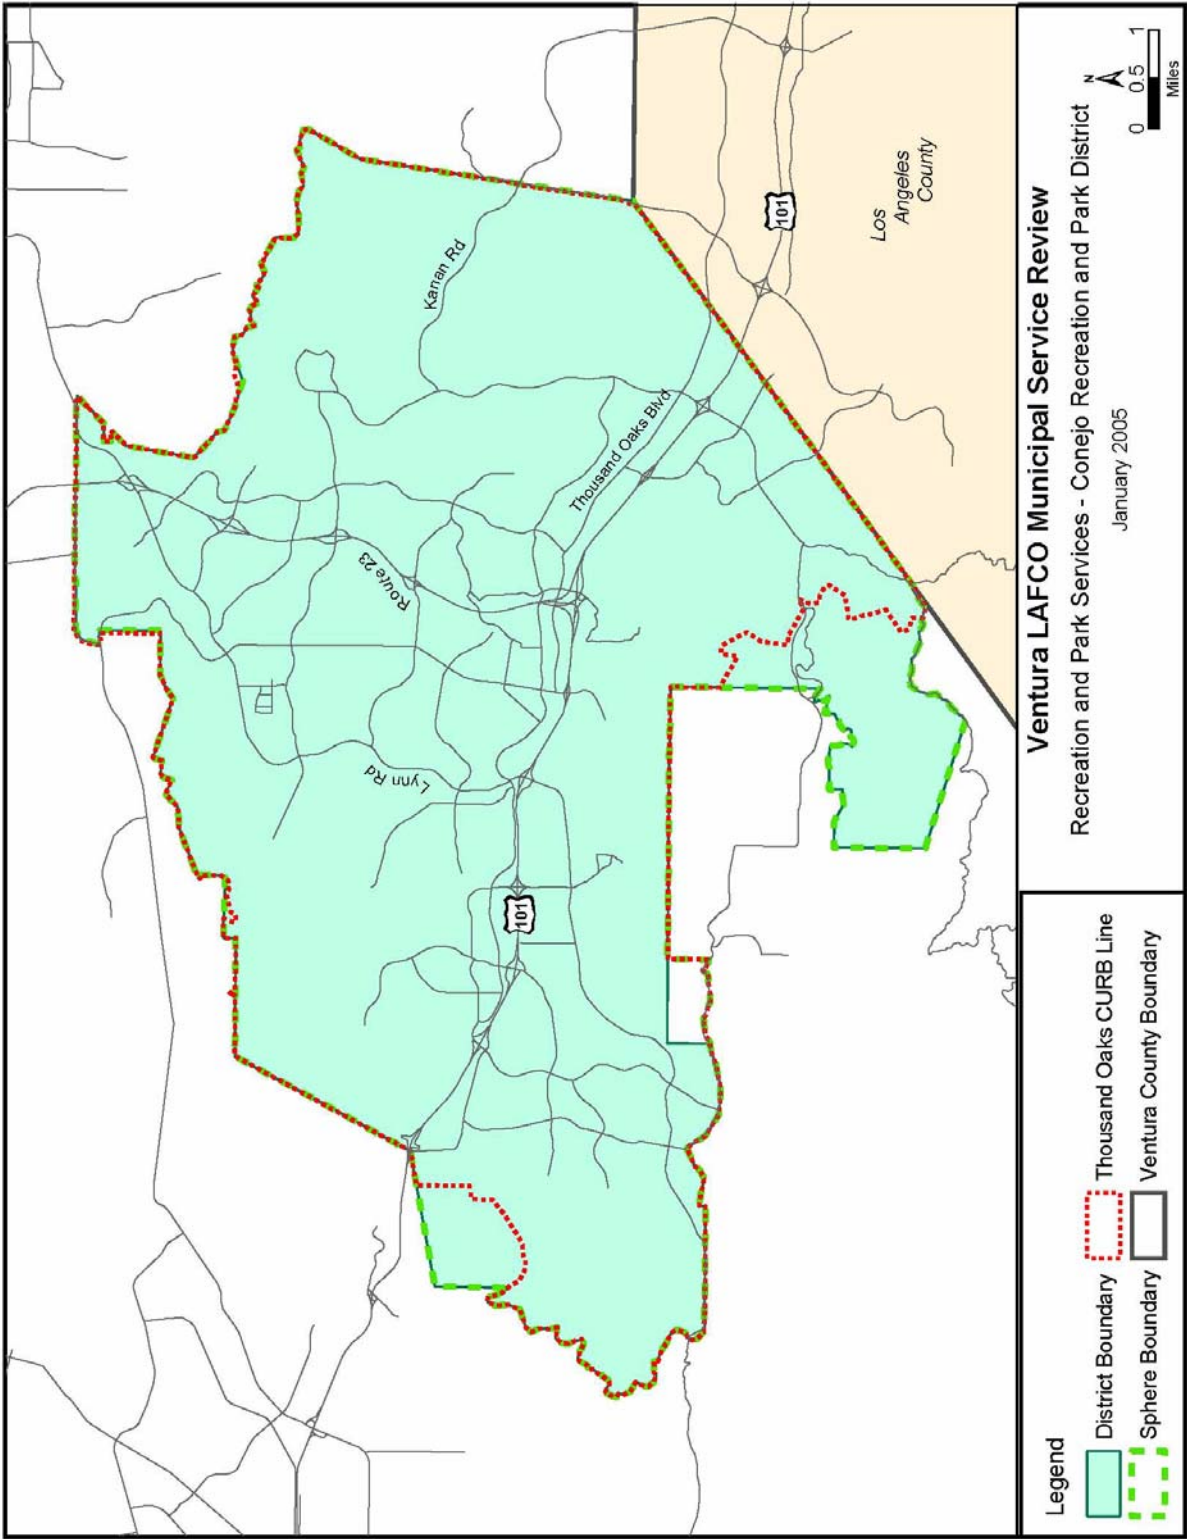 Kanan Rd
Thousand Oaks Blvd
Route 23
Lynn Rd
101
101
Los
Angeles
County
Legend
District Boundary
Thousand Oaks CURB Line
Sphere Boundary
Ventura County Boundary
Ventura LAFCO Municipal Service Review
Recreation and Park Services - Conejo Recreation and Park District
January 2005
N
0 0.5 1
Miles